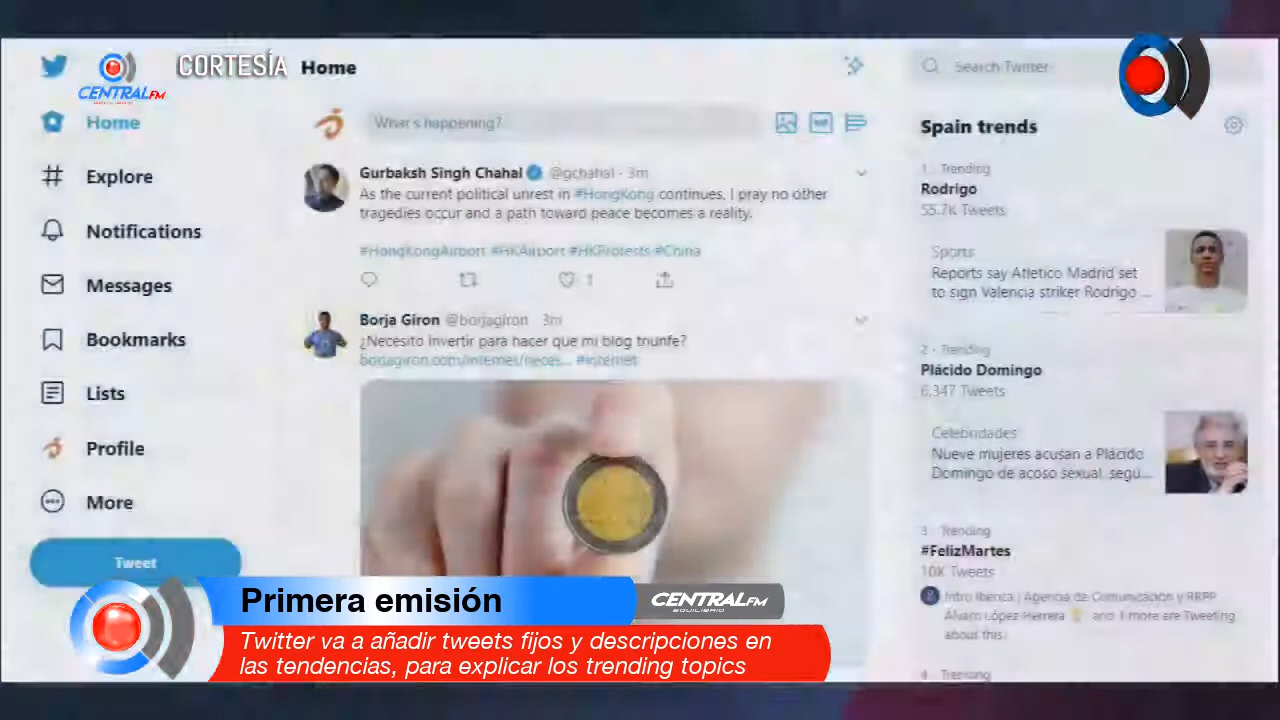 CENTRAL FM
CORTESÍA
Home
Search Twitter
Home
Explore
Notifications
Messages
Bookmarks
Lists
Profile
More
Tweet
What's happening?
GIF
Gurbaksh Singh Chahal @gchahal · 3m
As the current political unrest in #HongKong continues, I pray no other
tragedies occur and a path toward peace becomes a reality.
#HongKongAirport #HKAirport #HKProtests #China
1
Borja Giron @borjagiron · 3m
¿Necesito invertir para hacer que mi blog triunfe?
borjagiron.com/internet/neces... #internet
Spain trends
1 · Trending
Rodrigo
55.7K Tweets
Sports
Reports say Atletico Madrid set
to sign Valencia striker Rodrigo ...
2 · Trending
Plácido Domingo
6,347 Tweets
Celebridades
Nueve mujeres acusan a Plácido
Domingo de acoso sexual, segú...
3 · Trending
#FelizMartes
10K Tweets
Intro Ibérica | Agencia de Comunicación y RRPP
Álvaro López Herrera and 1 more are Tweeting
about this
4 · Trending
Primera emisión
CENTRAL FM
EQUILIBRIO
Twitter va a añadir tweets fijos y descripciones en
las tendencias, para explicar los trending topics